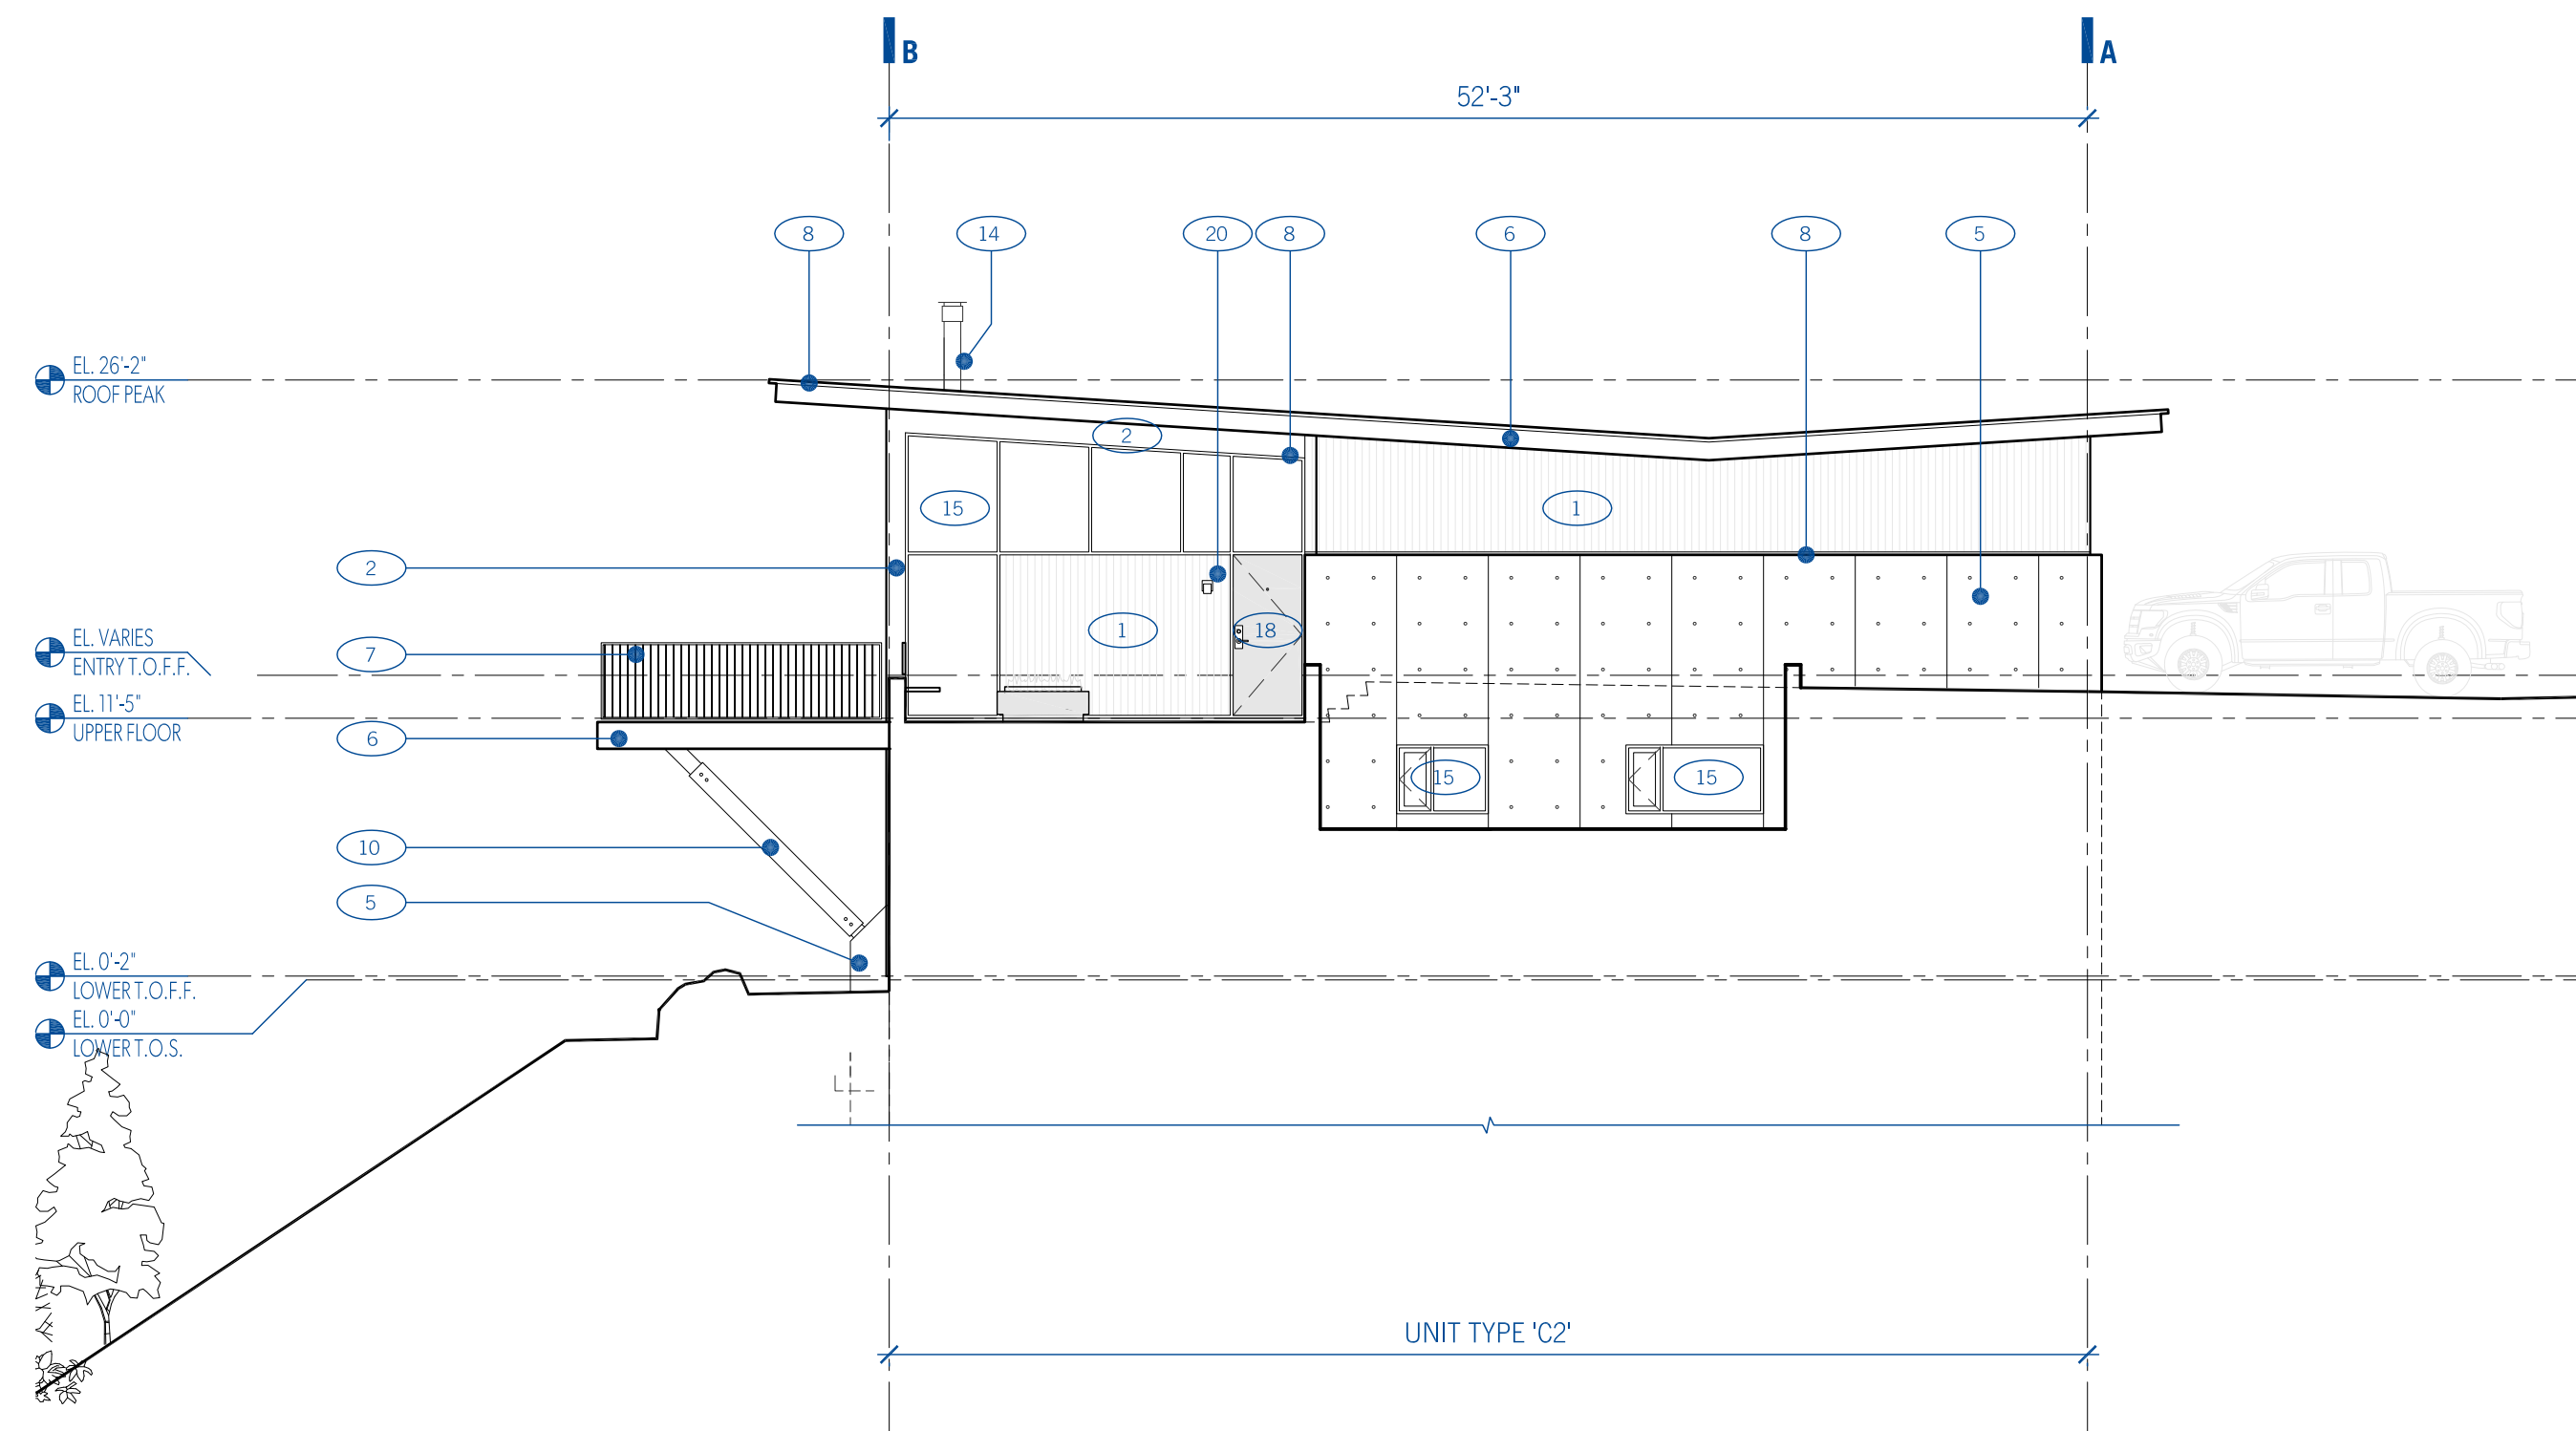 B
A
52'-3"
8
14
20
8
6
8
5
EL. 26'-2"
ROOF PEAK
2
15
1
2
EL. VARIES
ENTRY T.O.F.F.
7
1
18
EL. 11'-5"
UPPER FLOOR
6
15
15
10
5
EL. 0'-2"
LOWER T.O.F.F.
EL. 0'-0"
LOWER T.O.S.
UNIT TYPE 'C2'